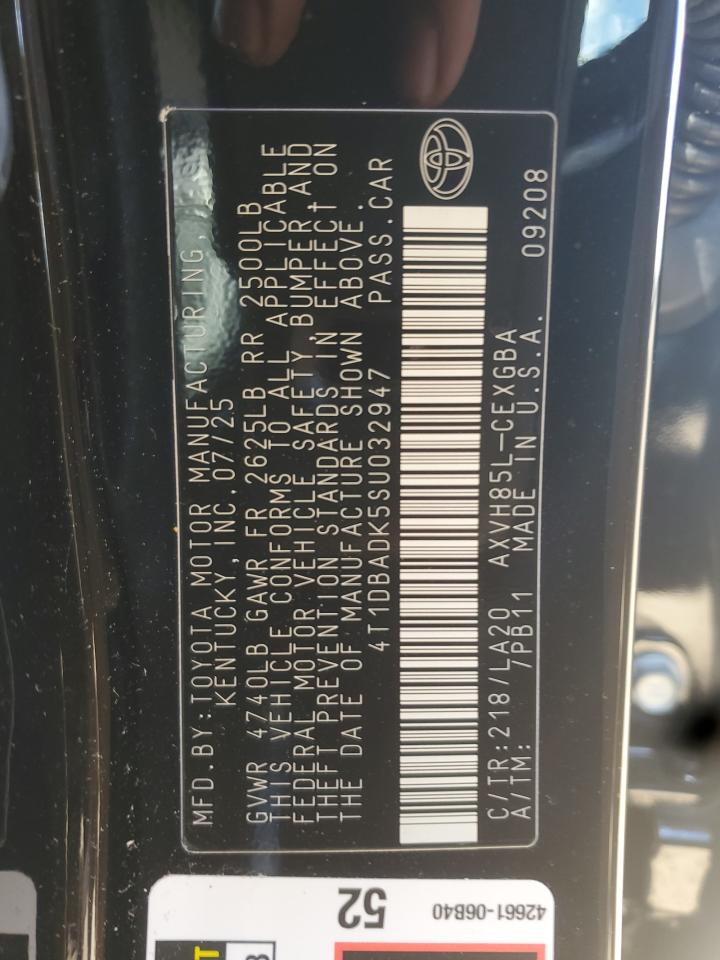 MFD.BY:TOYOTA MOTOR MANUFACTURING,
KENTUCKY, INC.07/25
GVWR 4740LB GAWR FR 2625LB RR 2500LB
THIS VEHICLE CONFORMS TO ALL APPLICABLE
FEDERAL MOTOR VEHICLE SAFETY, BUMPER AND
THEFT PREVENTION STANDARDS IN EFFECT ON
THE DATE OF MANUFACTURE SHOWN ABOVE.
4T1DBADK5SU032947 PASS.CAR
C/TR:218/LA20 AXVH85L-CEXGBA
A/TM: /PB11 MADE IN U.S.A. 09208
52
42661-06B40